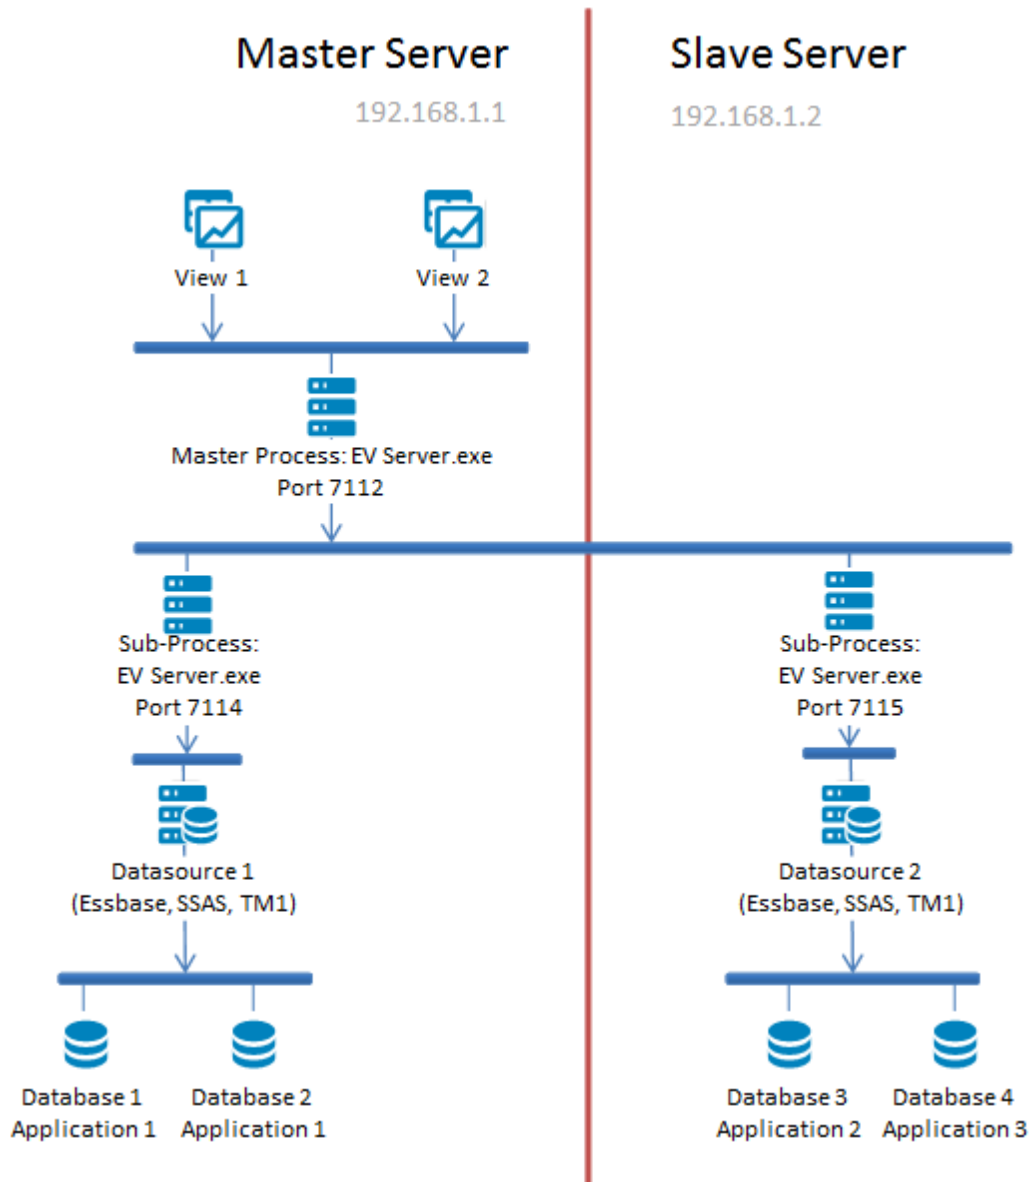 Master Server
Slave Server
192.168.1.1
192.168.1.2
View 1
View 2
Master Process: EV Server.exe
Port 7112
Sub-Process:
EV Server.exe
Port 7114
Sub-Process:
EV Server.exe
Port 7115
Datasource 1
(Essbase, SSAS, TM1)
Datasource 2
(Essbase, SSAS, TM1)
Database 1
Application 1
Database 2
Application 1
Database 3
Application 2
Database 4
Application 3